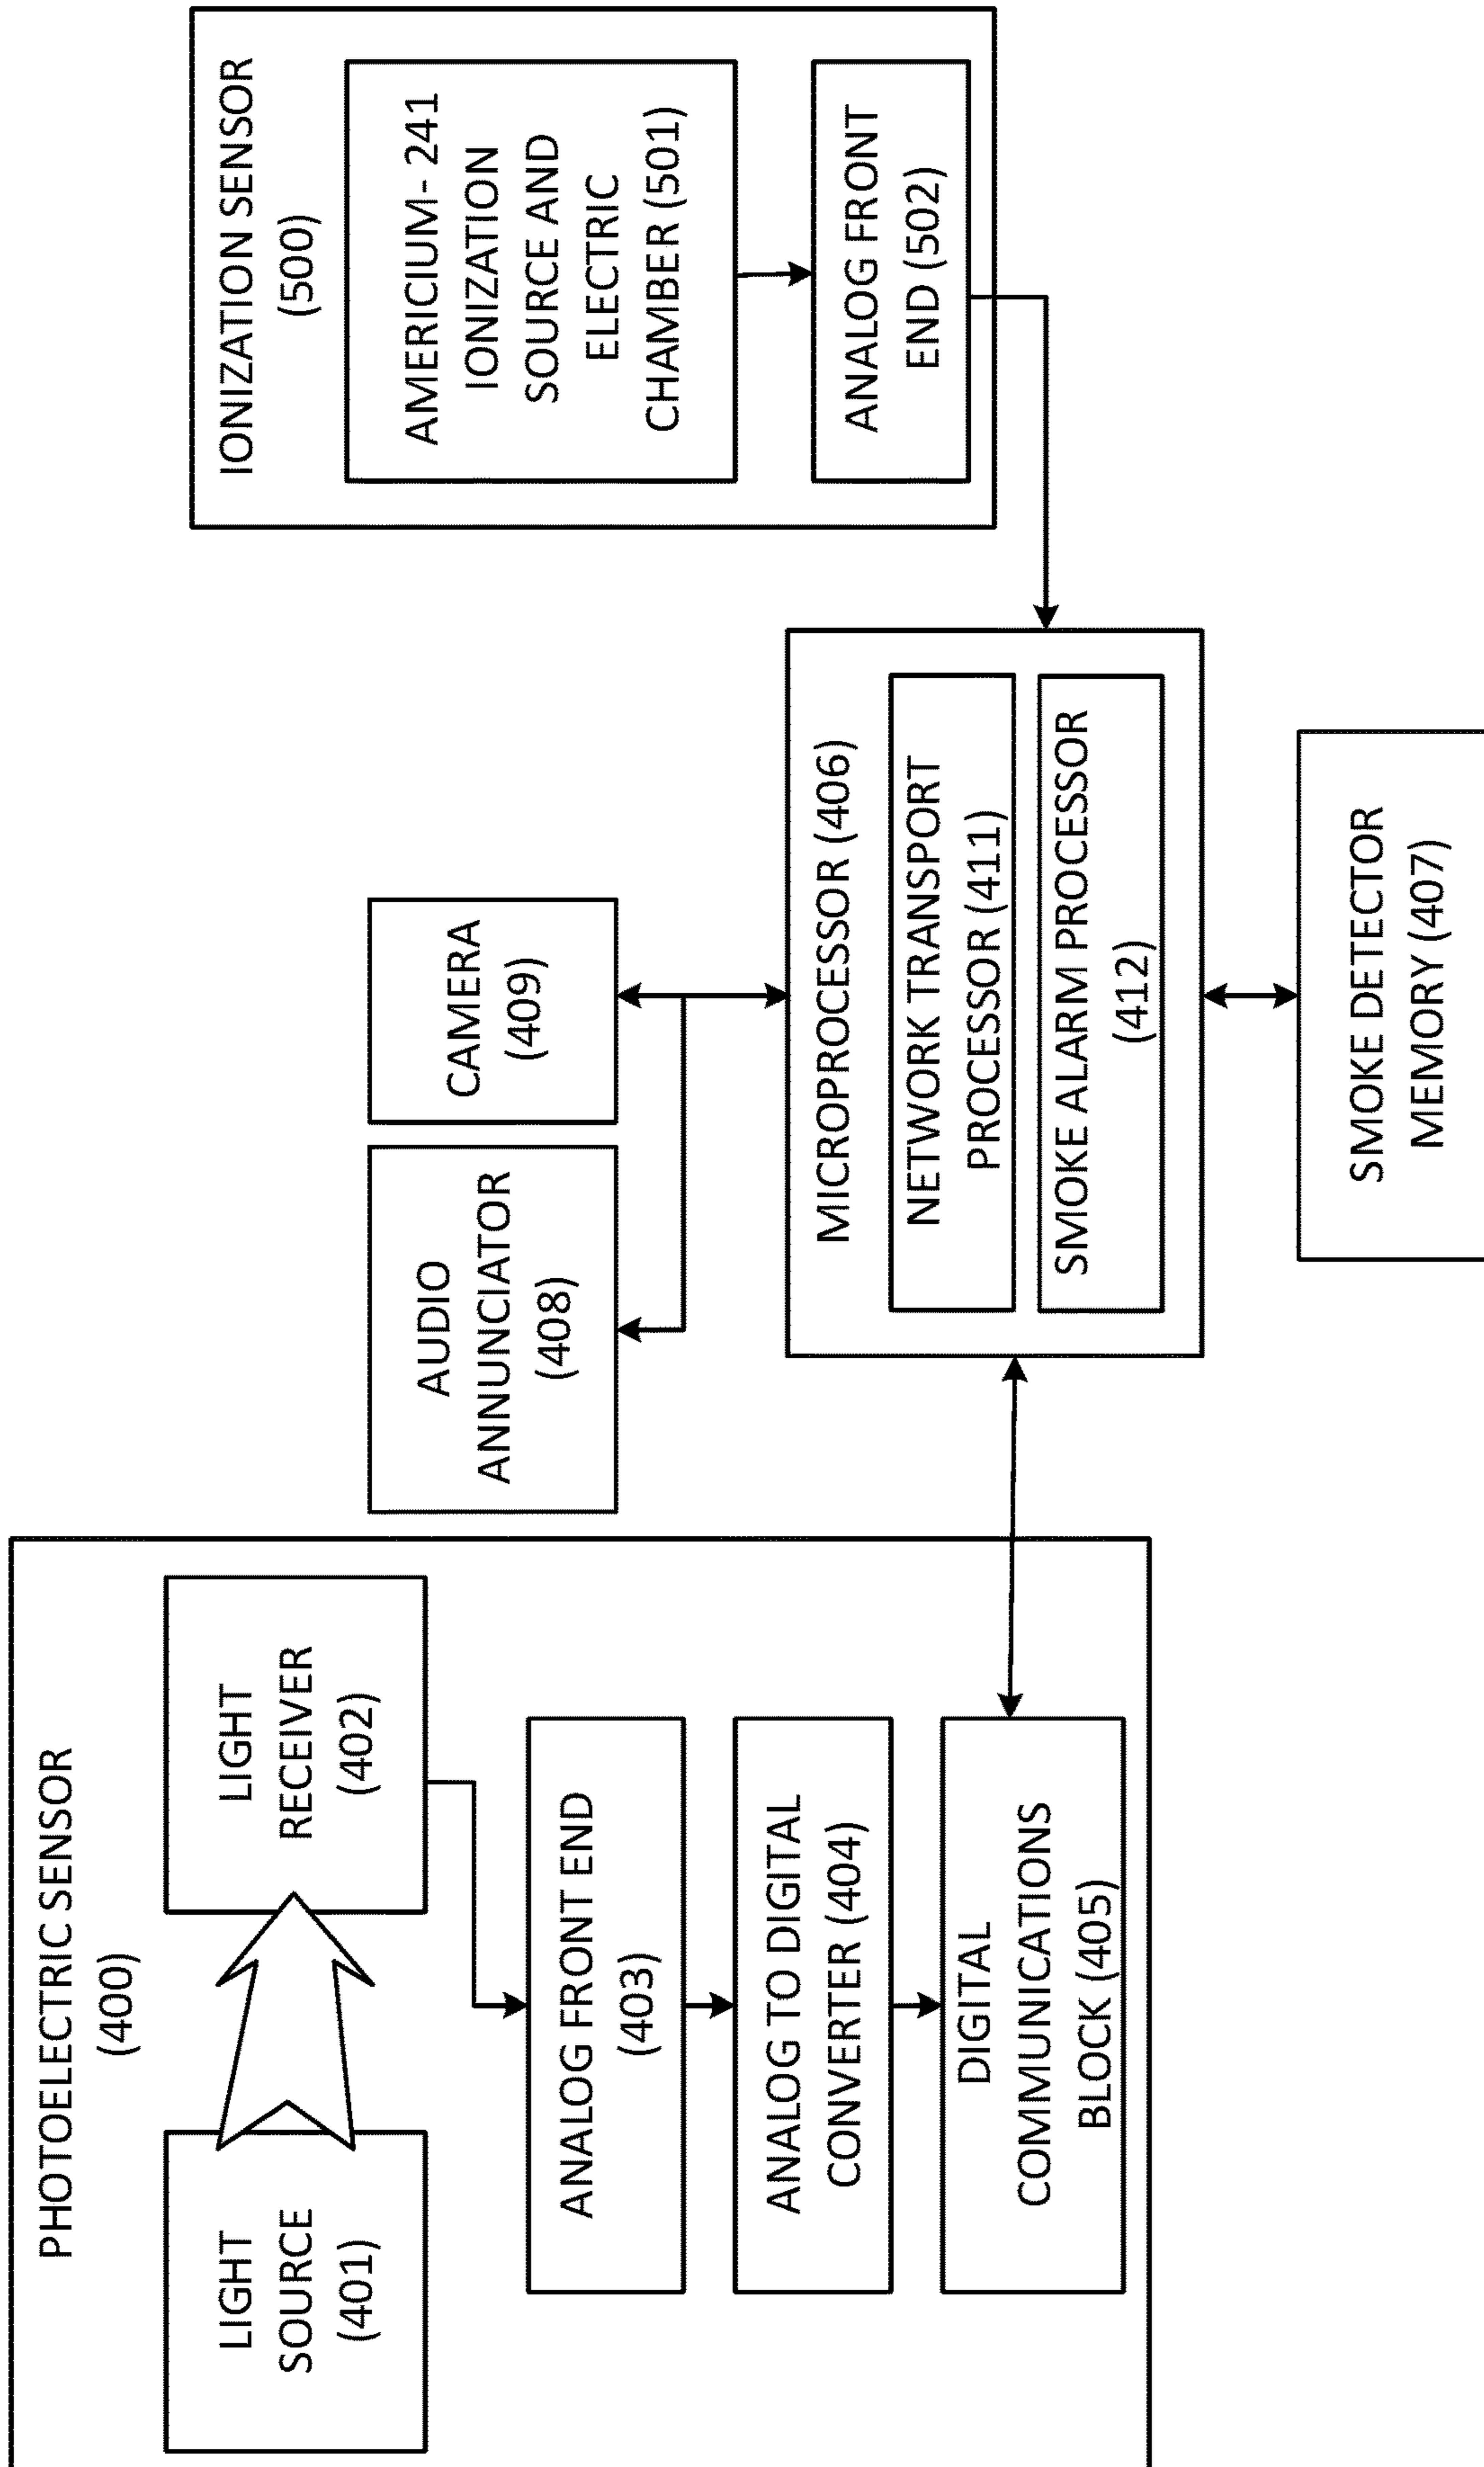 PHOTOELECTRIC SENSOR
(400)
LIGHT
SOURCE
(401)
LIGHT
RECEIVER
(402)
ANALOG FRONT END
(403)
ANALOG TO DIGITAL
CONVERTER (404)
DIGITAL
COMMUNICATIONS
BLOCK (405)
AUDIO
ANNUNCIATOR
(408)
CAMERA
(409)
MICROPROCESSOR (406)
NETWORK TRANSPORT
PROCESSOR (411)
SMOKE ALARM PROCESSOR
(412)
SMOKE DETECTOR
MEMORY (407)
IONIZATION SENSOR
(500)
AMERICIUM- 241
IONIZATION
SOURCE AND
ELECTRIC
CHAMBER (501)
ANALOG FRONT
END (502)